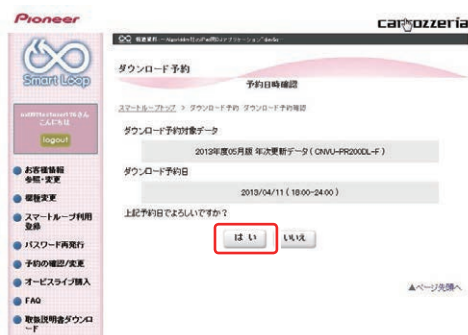 Pioneer
carrozzeria
Smart Loop
ダウンロード予約
予約日時確認
スマートループトップ > ダウンロード予約 ダウンロード予約確認
こんにちは
logout
ダウンロード予約対象データ
2013年度05月版 年次更新データ ( CNVU-PR200DL-F )
ダウンロード予約日
2013/04/11 ( 18:00-24:00 )
上記予約日でよろしいですか?
はい いいえ
お客様情報
参照・変更
機種変更
スマートループ利用
登録
パスワード再発行
予約の確認/変更
オービスライブ購入
FAQ
取扱説明書ダウンロ
ード
▲ページ先頭へ